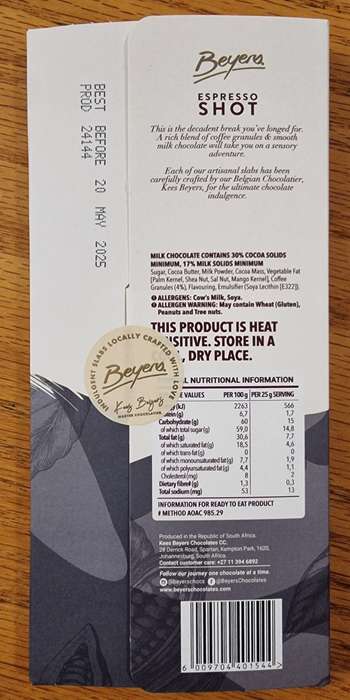 BEST BEFORE 20 MAY 2025
PROD 24144
Beyers
ESPRESSO
SHOT
This is the decadent break you've longed for.
A rich blend of coffee granules & smooth
milk chocolate will take you on a sensory
adventure.
Each of our artisanal slabs has been
carefully crafted by our Belgian Chocolatier,
Kees Beyers, for the ultimate chocolate
indulgence.
MILK CHOCOLATE CONTAINS 30% COCOA SOLIDS
MINIMUM, 17% MILK SOLIDS MINIMUM
Sugar, Cocoa Butter, Milk Powder, Cocoa Mass, Vegetable Fat
[Palm Kernel, Shea Nut, Sal Nut, Mango Kernel], Coffee
Granules (4%), Flavouring, Emulsifier (Soya Lecithin [E322]).
ALLERGENS: Cow's Milk, Soya.
ALLERGEN WARNING: May contain Wheat (Gluten),
Peanuts and Tree nuts.
THIS PRODUCT IS HEAT
SITIVE. STORE IN A
, DRY PLACE.
INDULGENT SLABS LOCALLY CRAFTED WITH LOVE
Beyers
Kees Beyers
MASTER CHOCOLATIER
L NUTRITIONAL INFORMATION
E VALUES PER 100 g PER 25 g SERVING
y (kJ) 2263 566
tein (g) 6,7 1,7
Carbohydrate (g) 60 15
of which total sugar (g) 59,0 14,8
Total fat (g) 30,6 7,7
of which saturated fat (g) 18,5 4,6
of which trans fat (g) 0 0
of which monounsaturated fat (g) 7,7 1,9
of which polyunsaturated fat (g) 4,4 1,1
Cholesterol (mg) 8 2
Dietary fibre# (g) 1,3 0,3
Total sodium (mg) 53 13
INFORMATION FOR READY TO EAT PRODUCT
# METHOD AOAC 985.29
Produced in the Republic of South Africa.
Kees Beyers Chocolates CC.
28 Derrick Road, Spartan, Kempton Park, 1620,
Johannesburg, South Africa.
Contact customer care: +27 11 394 6892
Follow our journey one chocolate at a time.
@beyerschocs @BeyersChocolates
www.beyerschocolates.com
6 009704 401544 >